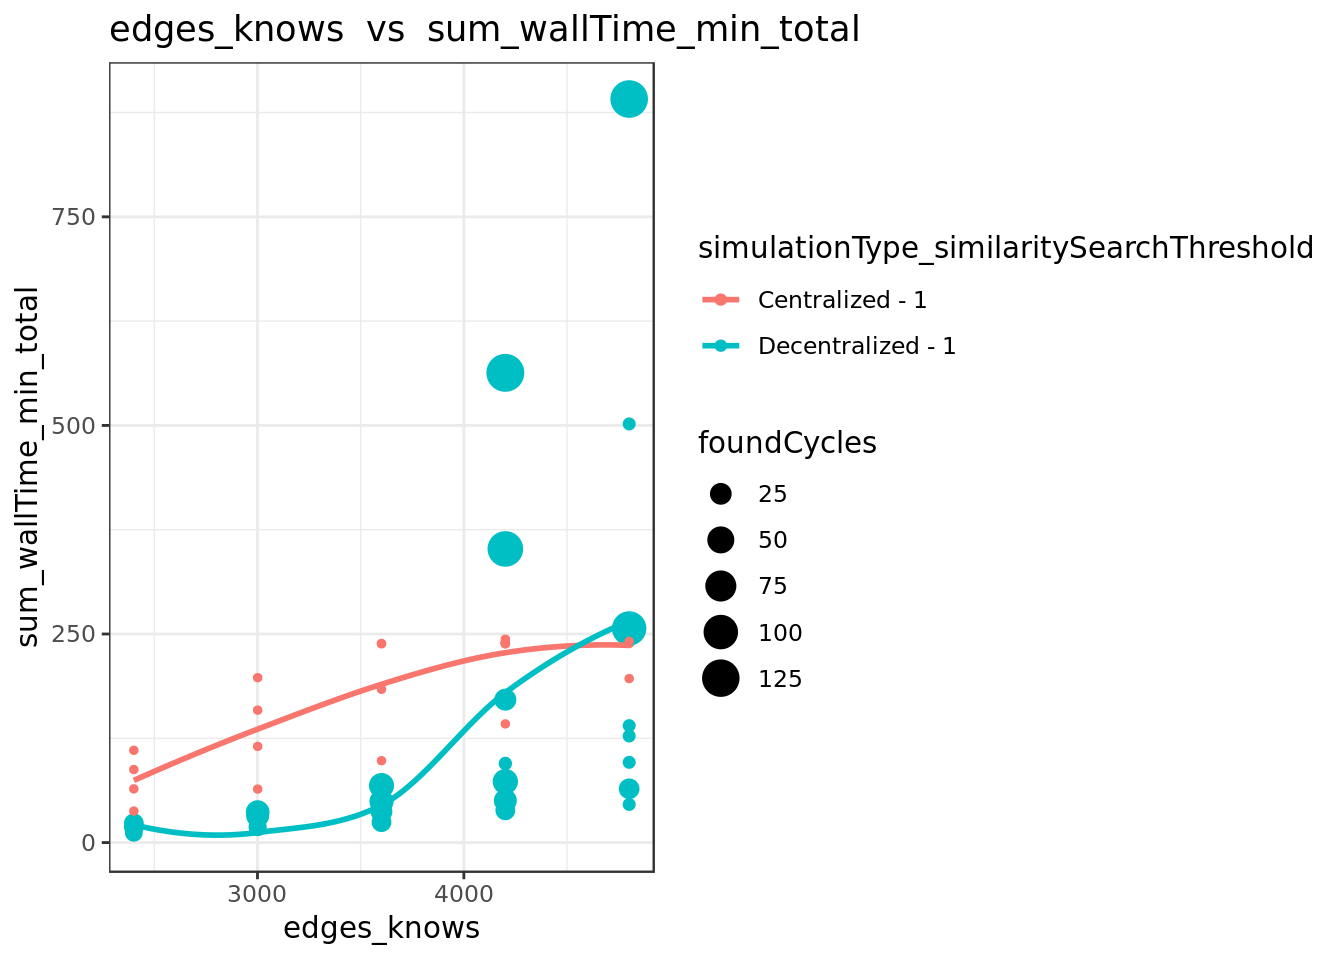 edges_knows  vs  sum_wallTime_min_total
sum_wallTime_min_total
750
500
250
0
3000
4000
edges_knows
simulationType_similaritySearchThreshold
Centralized - 1
Decentralized - 1
foundCycles
25
50
75
100
125